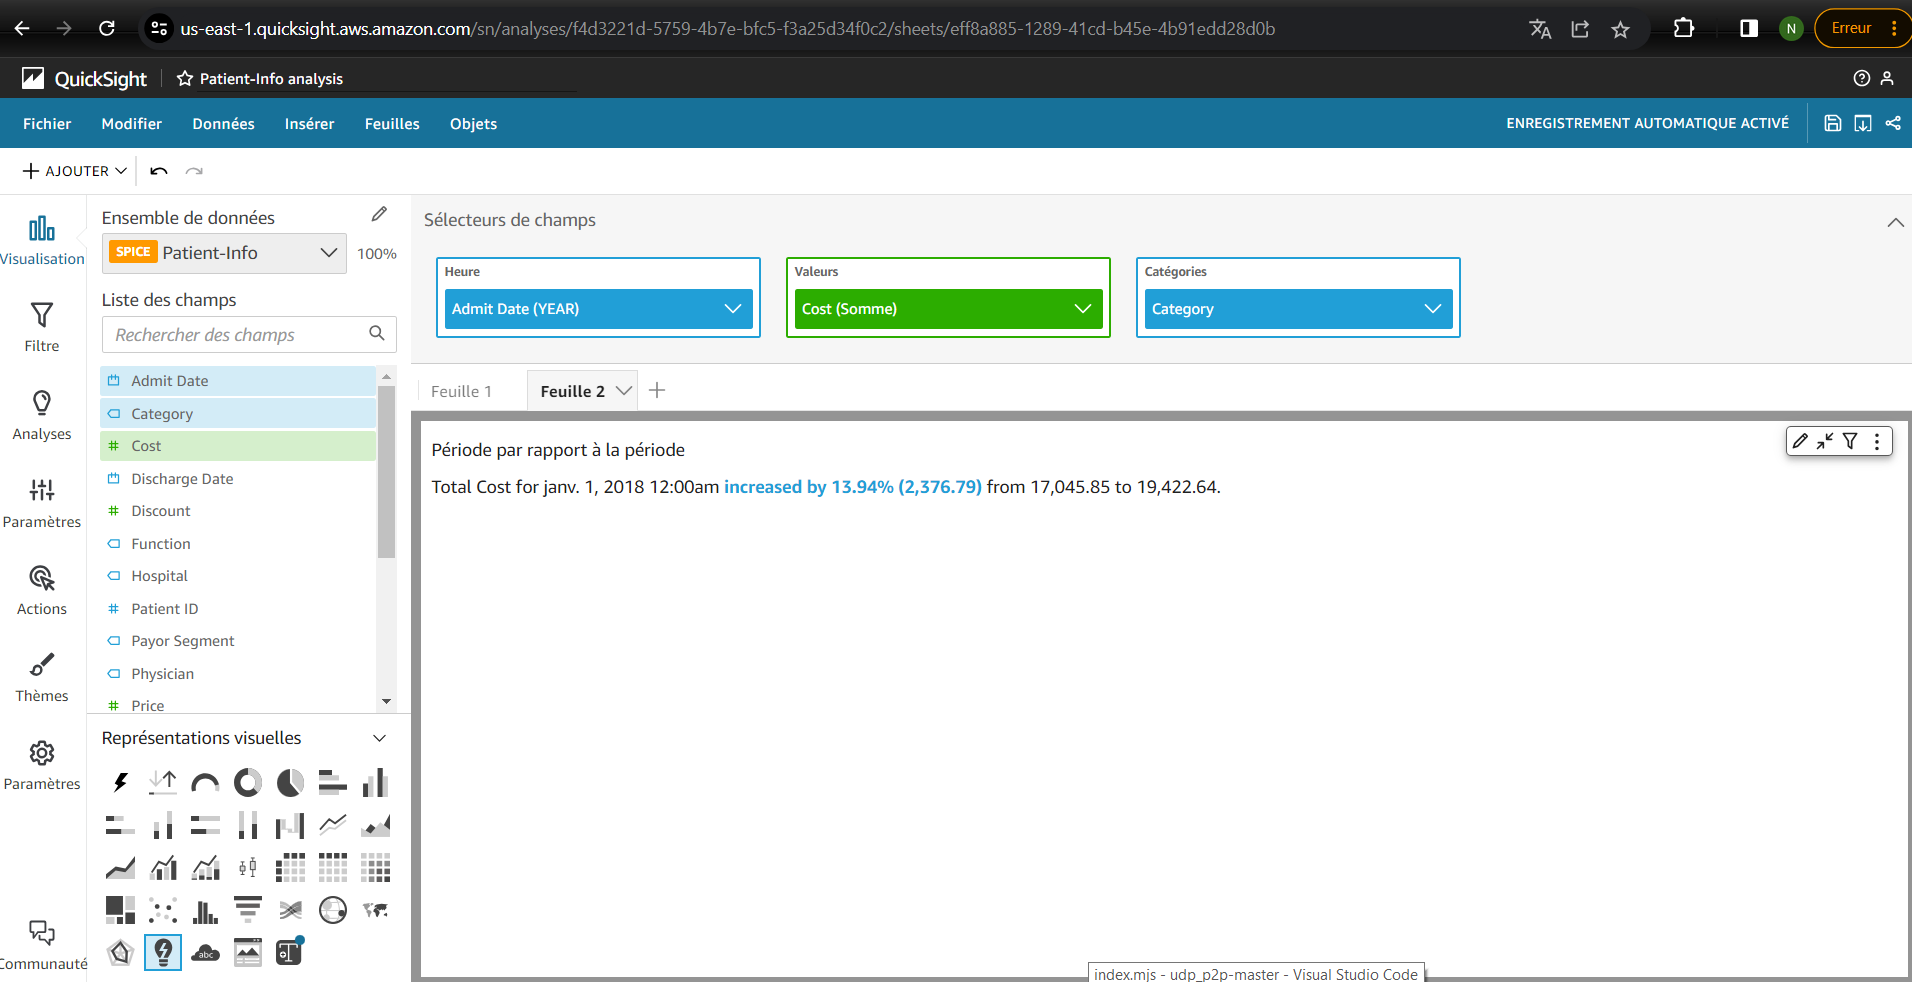 us-east-1.quicksight.aws.amazon.com/sn/analyses/f4d3221d-5759-4b7e-bfc5-f3a25d34f0c2/sheets/eff8a885-1289-41cd-b45e-4b91edd28d0b
N
Erreur
QuickSight
Patient-Info analysis
Fichier
Modifier
Données
Insérer
Feuilles
Objets
ENREGISTREMENT AUTOMATIQUE ACTIVÉ
AJOUTER
Visualisation
Filtre
Analyses
Paramètres
Actions
Thèmes
Paramètres
Communauté
Ensemble de données
SPICE Patient-Info
100%
Liste des champs
Rechercher des champs
Admit Date
Category
Cost
Discharge Date
Discount
Function
Hospital
Patient ID
Payor Segment
Physician
Price
Représentations visuelles
abc
Sélecteurs de champs
Heure
Admit Date (YEAR)
Valeurs
Cost (Somme)
Catégories
Category
Feuille 1
Feuille 2
Période par rapport à la période
Total Cost for janv. 1, 2018 12:00am increased by 13.94% (2,376.79) from 17,045.85 to 19,422.64.
index.mjs - udp_p2p-master - Visual Studio Code